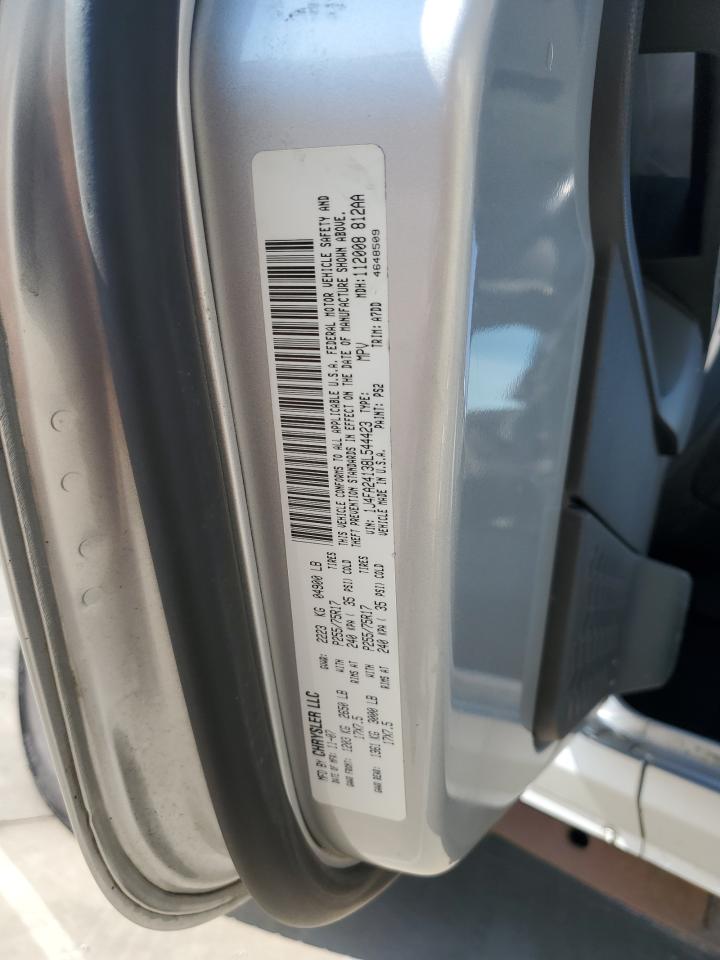 MFD BY CHRYSLER LLC
DATE OF MFR: 11-07 GVWR: 2223 KG 04900 LB
GAWR FRONT: 1203 KG 2650 LB WITH P255/75R17 TIRES
17X7.5 RIMS AT 240 KPA ( 35 PSI) COLD
GAWR REAR: 1361 KG 3000 LB WITH P255/75R17 TIRES
17X7.5 RIMS AT 240 KPA ( 35 PSI) COLD
THIS VEHICLE CONFORMS TO ALL APPLICABLE U.S.A. FEDERAL MOTOR VEHICLE SAFETY AND
THEFT PREVENTION STANDARDS IN EFFECT ON THE DATE OF MANUFACTURE SHOWN ABOVE.
VIN: 1J4FA24138L544423 TYPE: MPV MDH: 112008 812AA
VEHICLE MADE IN U.S.A. PAINT: PS2 TRIM: A7DD 4648509